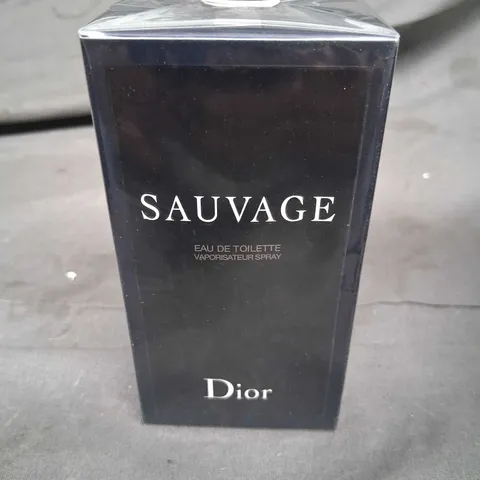 SAUVAGE
EAU DE TOILETTE
VAPORISATEUR SPRAY
Dior